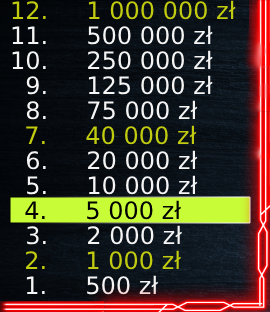 12. 1 000 000 zł
11. 500 000 zł
10. 250 000 zł
9. 125 000 zł
8. 75 000 zł
7. 40 000 zł
6. 20 000 zł
5. 10 000 zł
4. 5 000 zł
3. 2 000 zł
2. 1 000 zł
1. 500 zł